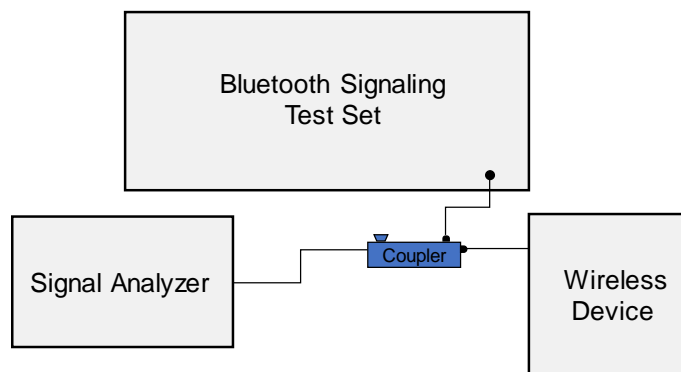 Bluetooth Signaling
Test Set
Coupler
Signal Analyzer
Wireless
Device